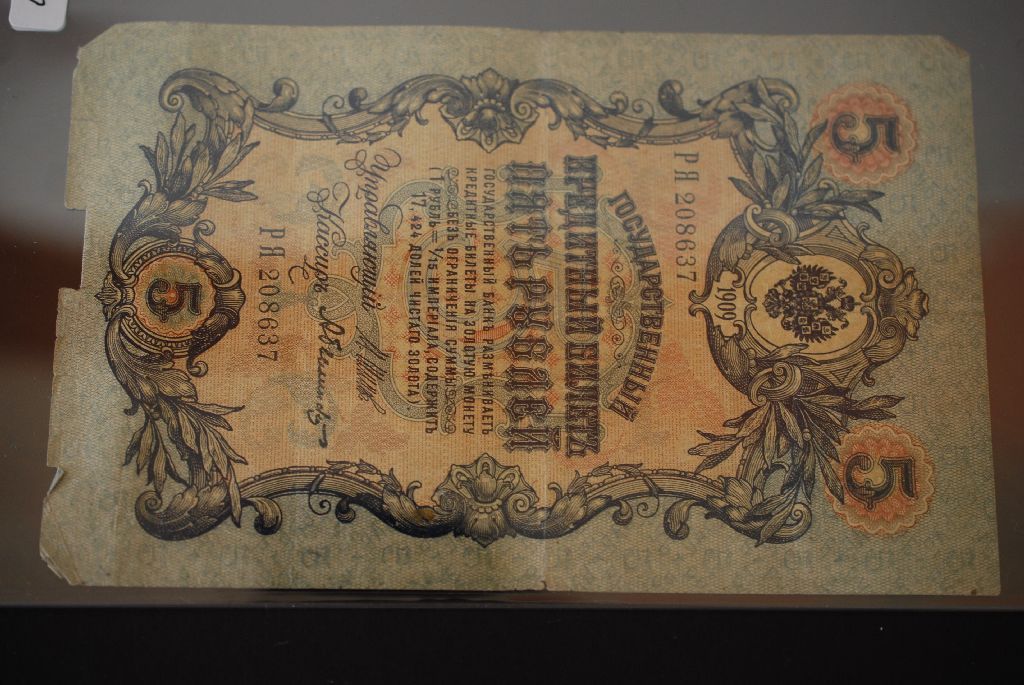 5 5
1909
РЯ 208637
ГОСУДАРСТВЕННЫЙ
КРЕДИТНЫЙ БИЛЕТЪ
ПЯТЬ РУБЛЕЙ
ГОСУДАРСТВЕННЫЙ БАНКЪ РАЗМѢНИВАЕТЪ
КРЕДИТНЫЕ БИЛЕТЫ НА ЗОЛОТУЮ МОНЕТУ
БЕЗЪ ОГРАНИЧЕНІЯ СУММЫ
(1 РУБЛЬ = 1/15 ИМПЕРІАЛА, СОДЕРЖИТЪ
17,424 ДОЛЕЙ ЧИСТАГО ЗОЛОТА)
Управляющій
Кассиръ
РЯ 208637
5